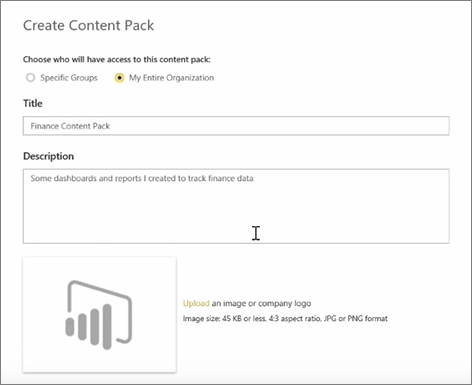 Create Content Pack
Choose who will have access to this content pack:
Specific Groups My Entire Organization
Title
Finance Content Pack
Description
Some dashboards and reports I created to track finance data
Upload an image or company logo
Image size: 45 KB or less, 4:3 aspect ratio, JPG or PNG format